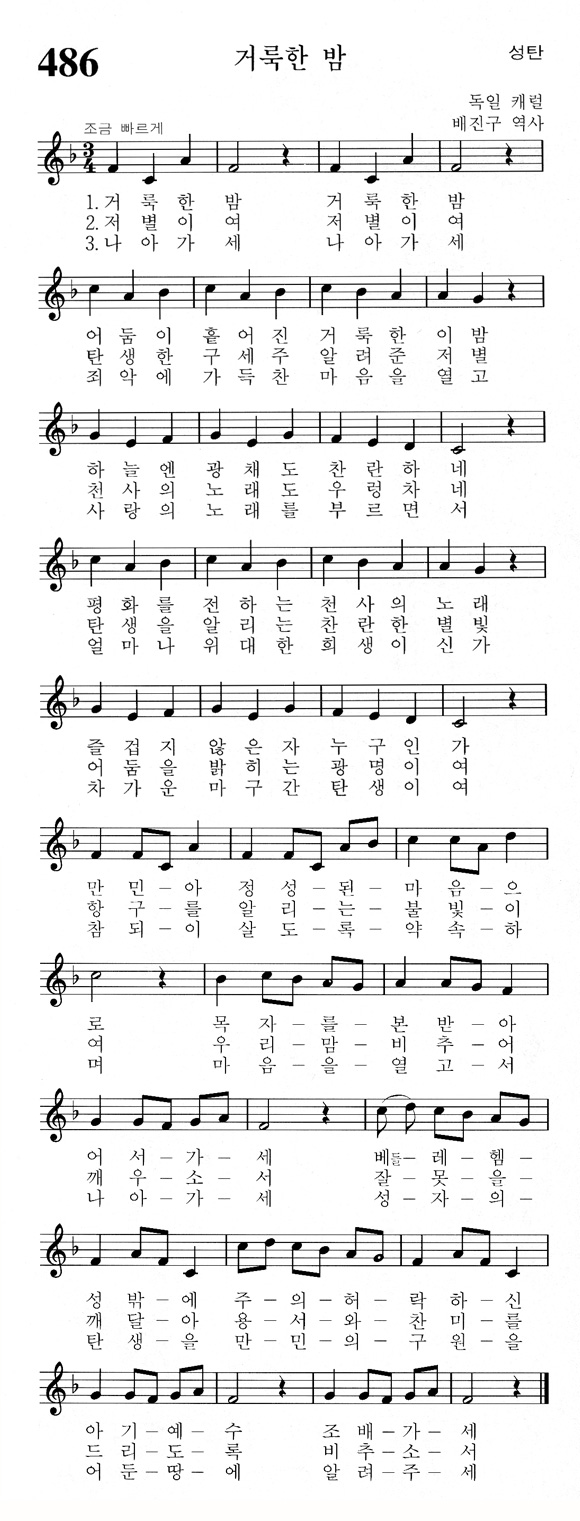 486
거룩한 밤
성탄
독일 캐럴
배진구 역사
조금 빠르게
1. 거 룩 한 밤 거 룩 한 밤
2. 저 별 이 여 저 별 이 여
3. 나 아 가 세 나 아 가 세
어 둠 이 흩 어 진 거 룩 한 이 밤
탄 생 한 구 세 주 알 려 준 저 별
죄 악 에 가 득 찬 마 음 을 열 고
하 늘 엔 광 채 도 찬 란 하 네
천 사 의 노 래 도 우 렁 차 네
사 랑 의 노 래 를 부 르 면 서
평 화 를 전 하 는 천 사 의 노 래
탄 생 을 알 리 는 찬 란 한 별 빛
얼 마 나 위 대 한 희 생 이 신 가
즐 겁 지 않 은 자 누 구 인 가
어 둠 을 밝 히 는 광 명 이 여
차 가 운 마 구 간 탄 생 이 여
만 민 – 아 정 성 – 된 – 마 음 – 으
항 구 – 를 알 리 – 는 – 불 빛 – 이
참 되 – 이 살 도 – 록 – 약 속 – 하
로 목 자 – 를 – 본 받 – 아
여 우 리 – 맘 – 비 추 – 어
며 마 음 – 을 – 열 고 – 서
어 서 – 가 – 세 베들 – 레 – 헴 –
깨 우 – 소 – 서 잘 – 못 – 을 –
나 아 – 가 – 세 성 – 자 – 의 –
성 밖 – 에 주 – 의 – 허 – 락 하 – 신
깨 달 – 아 용 – 서 – 와 – 찬 미 – 를
탄 생 – 을 만 – 민 – 의 – 구 원 – 을
아 기 – 예 – 수 조 배 – 가 – 세
드 리 – 도 – 록 비 추 – 소 – 서
어 둔 – 땅 – 에 알 려 – 주 – 세